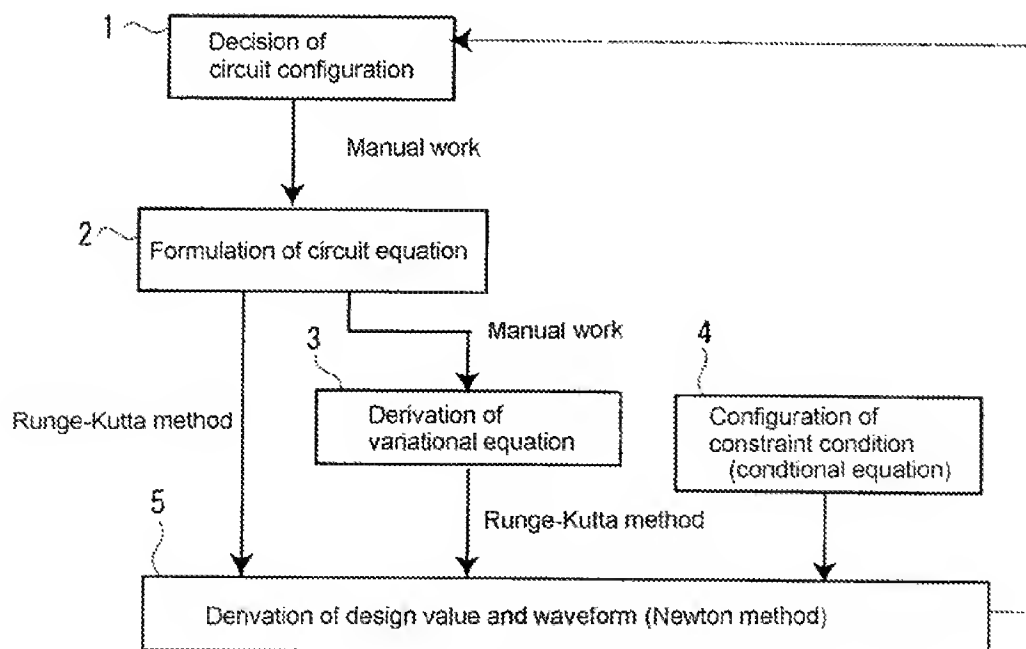 1
Decision of
circuit configuration
Manual work
2
Formulation of circuit equation
Manual work
3
4
Runge-Kutta method
Derivation of
variational equation
Configuration of
constraint condition
(condtional equation)
Runge-Kutta method
5
Derivation of design value and waveform (Newton method)